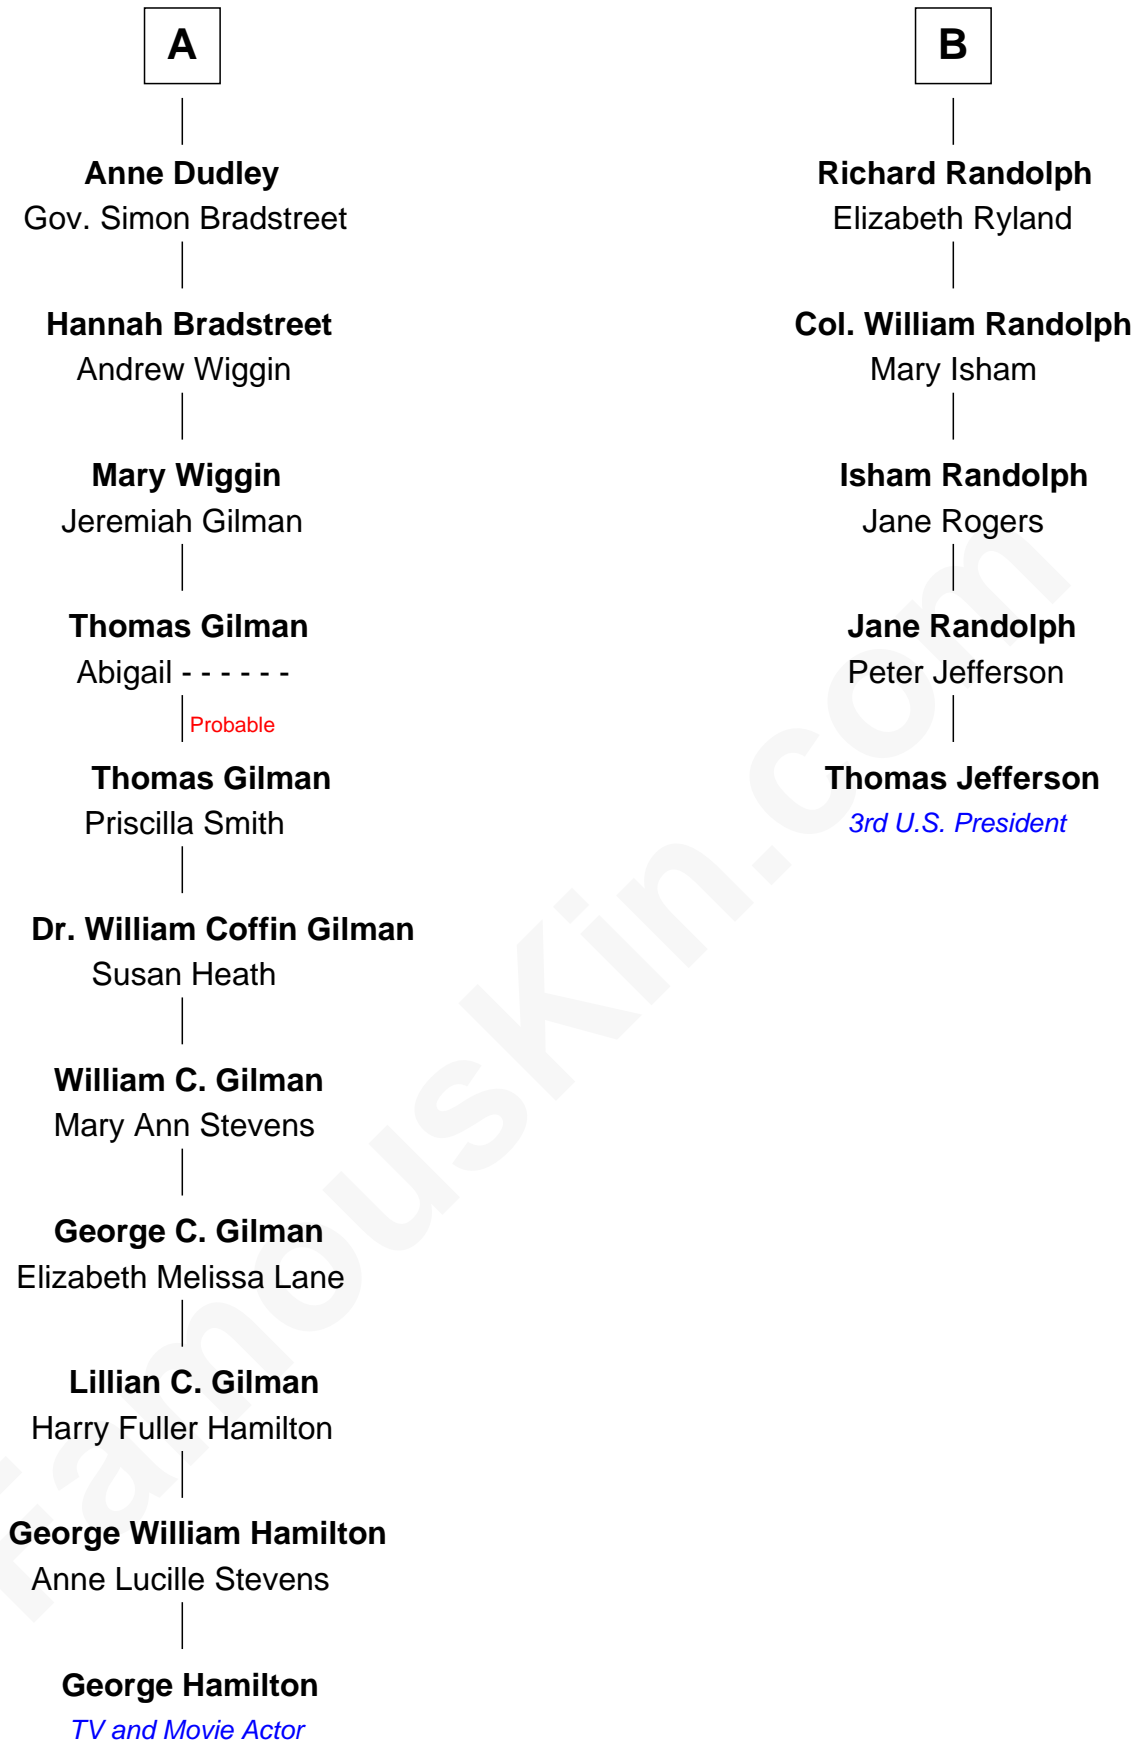 A
Anne Dudley
Gov. Simon Bradstreet
Hannah Bradstreet
Andrew Wiggin
Mary Wiggin
Jeremiah Gilman
Thomas Gilman
Abigail - - - - - -
Probable
Thomas Gilman
Priscilla Smith
Dr. William Coffin Gilman
Susan Heath
William C. Gilman
Mary Ann Stevens
George C. Gilman
Elizabeth Melissa Lane
Lillian C. Gilman
Harry Fuller Hamilton
George William Hamilton
Anne Lucille Stevens
George Hamilton
TV and Movie Actor
B
Richard Randolph
Elizabeth Ryland
Col. William Randolph
Mary Isham
Isham Randolph
Jane Rogers
Jane Randolph
Peter Jefferson
Thomas Jefferson
3rd U.S. President
FamousKin.com